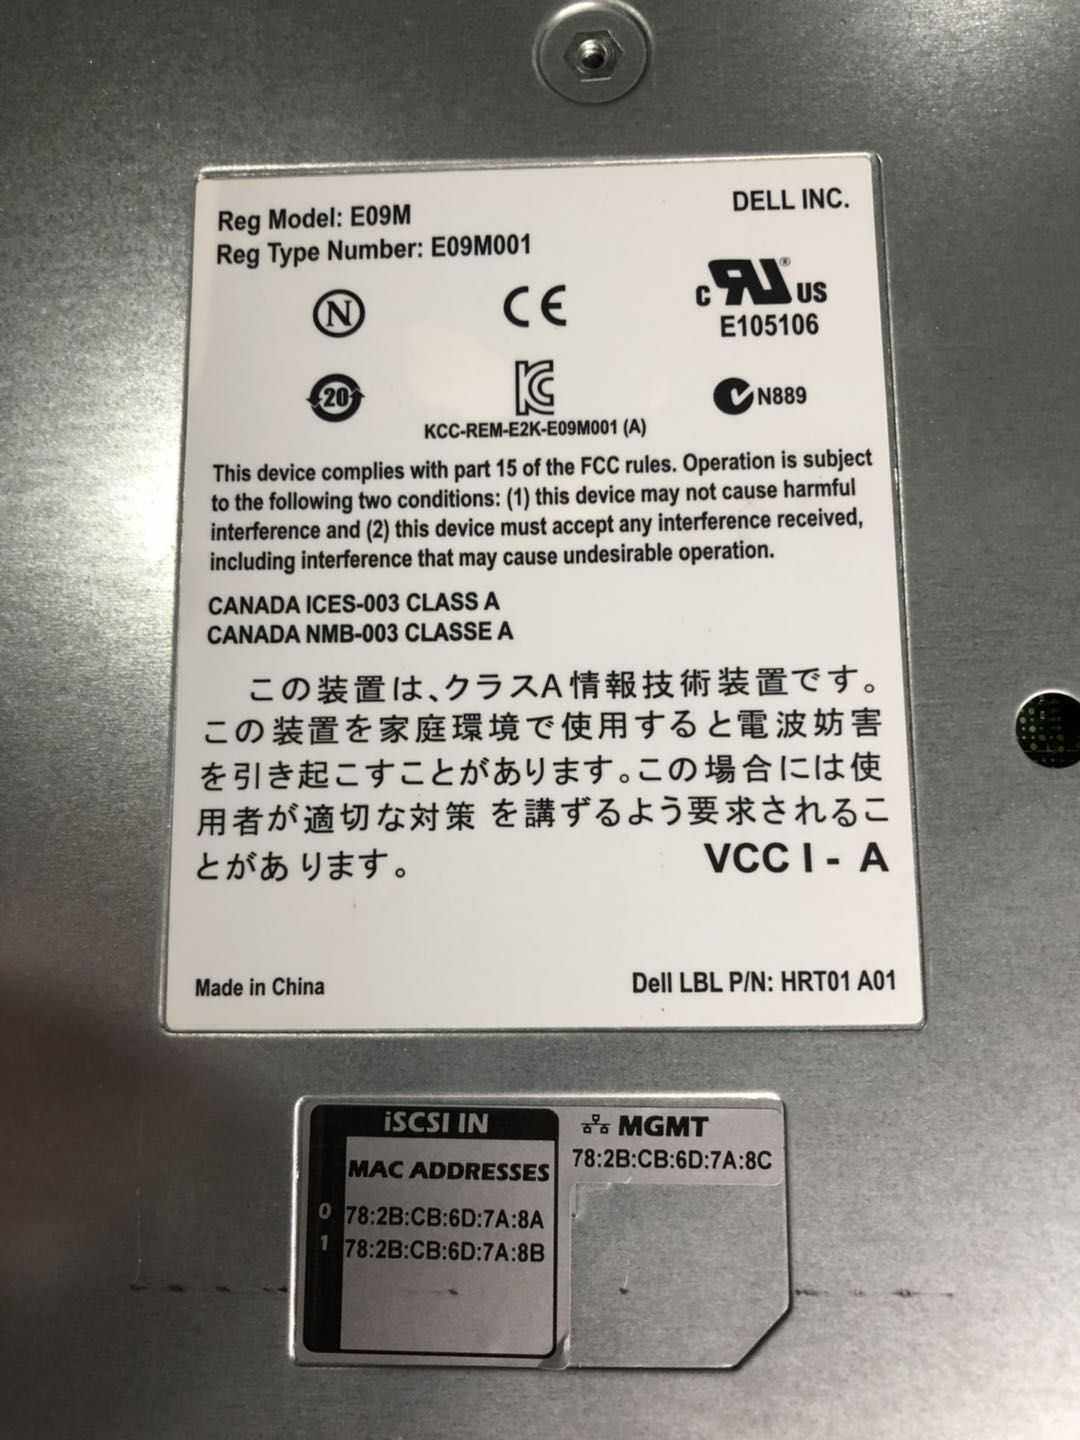 Reg Model: E09M
DELL INC.
Reg Type Number: E09M001
N
CE
C RU® US
E105106
20
KC
N889
KCC-REM-E2K-E09M001 (A)
This device complies with part 15 of the FCC rules. Operation is subject
to the following two conditions: (1) this device may not cause harmful
interference and (2) this device must accept any interference received,
including interference that may cause undesirable operation.
CANADA ICES-003 CLASS A
CANADA NMB-003 CLASSE A
この装置は、クラスA情報技術装置です。
この装置を家庭環境で使用すると電波妨害
を引き起こすことがあります。この場合には使
用者が適切な対策 を講ずるよう要求されるこ
とがあ ります。
VCC I - A
Made in China
Dell LBL P/N: HRT01 A01
iSCSI IN
MAC ADDRESSES
0 78:2B:CB:6D:7A:8A
1 78:2B:CB:6D:7A:8B
MGMT
78:2B:CB:6D:7A:8C